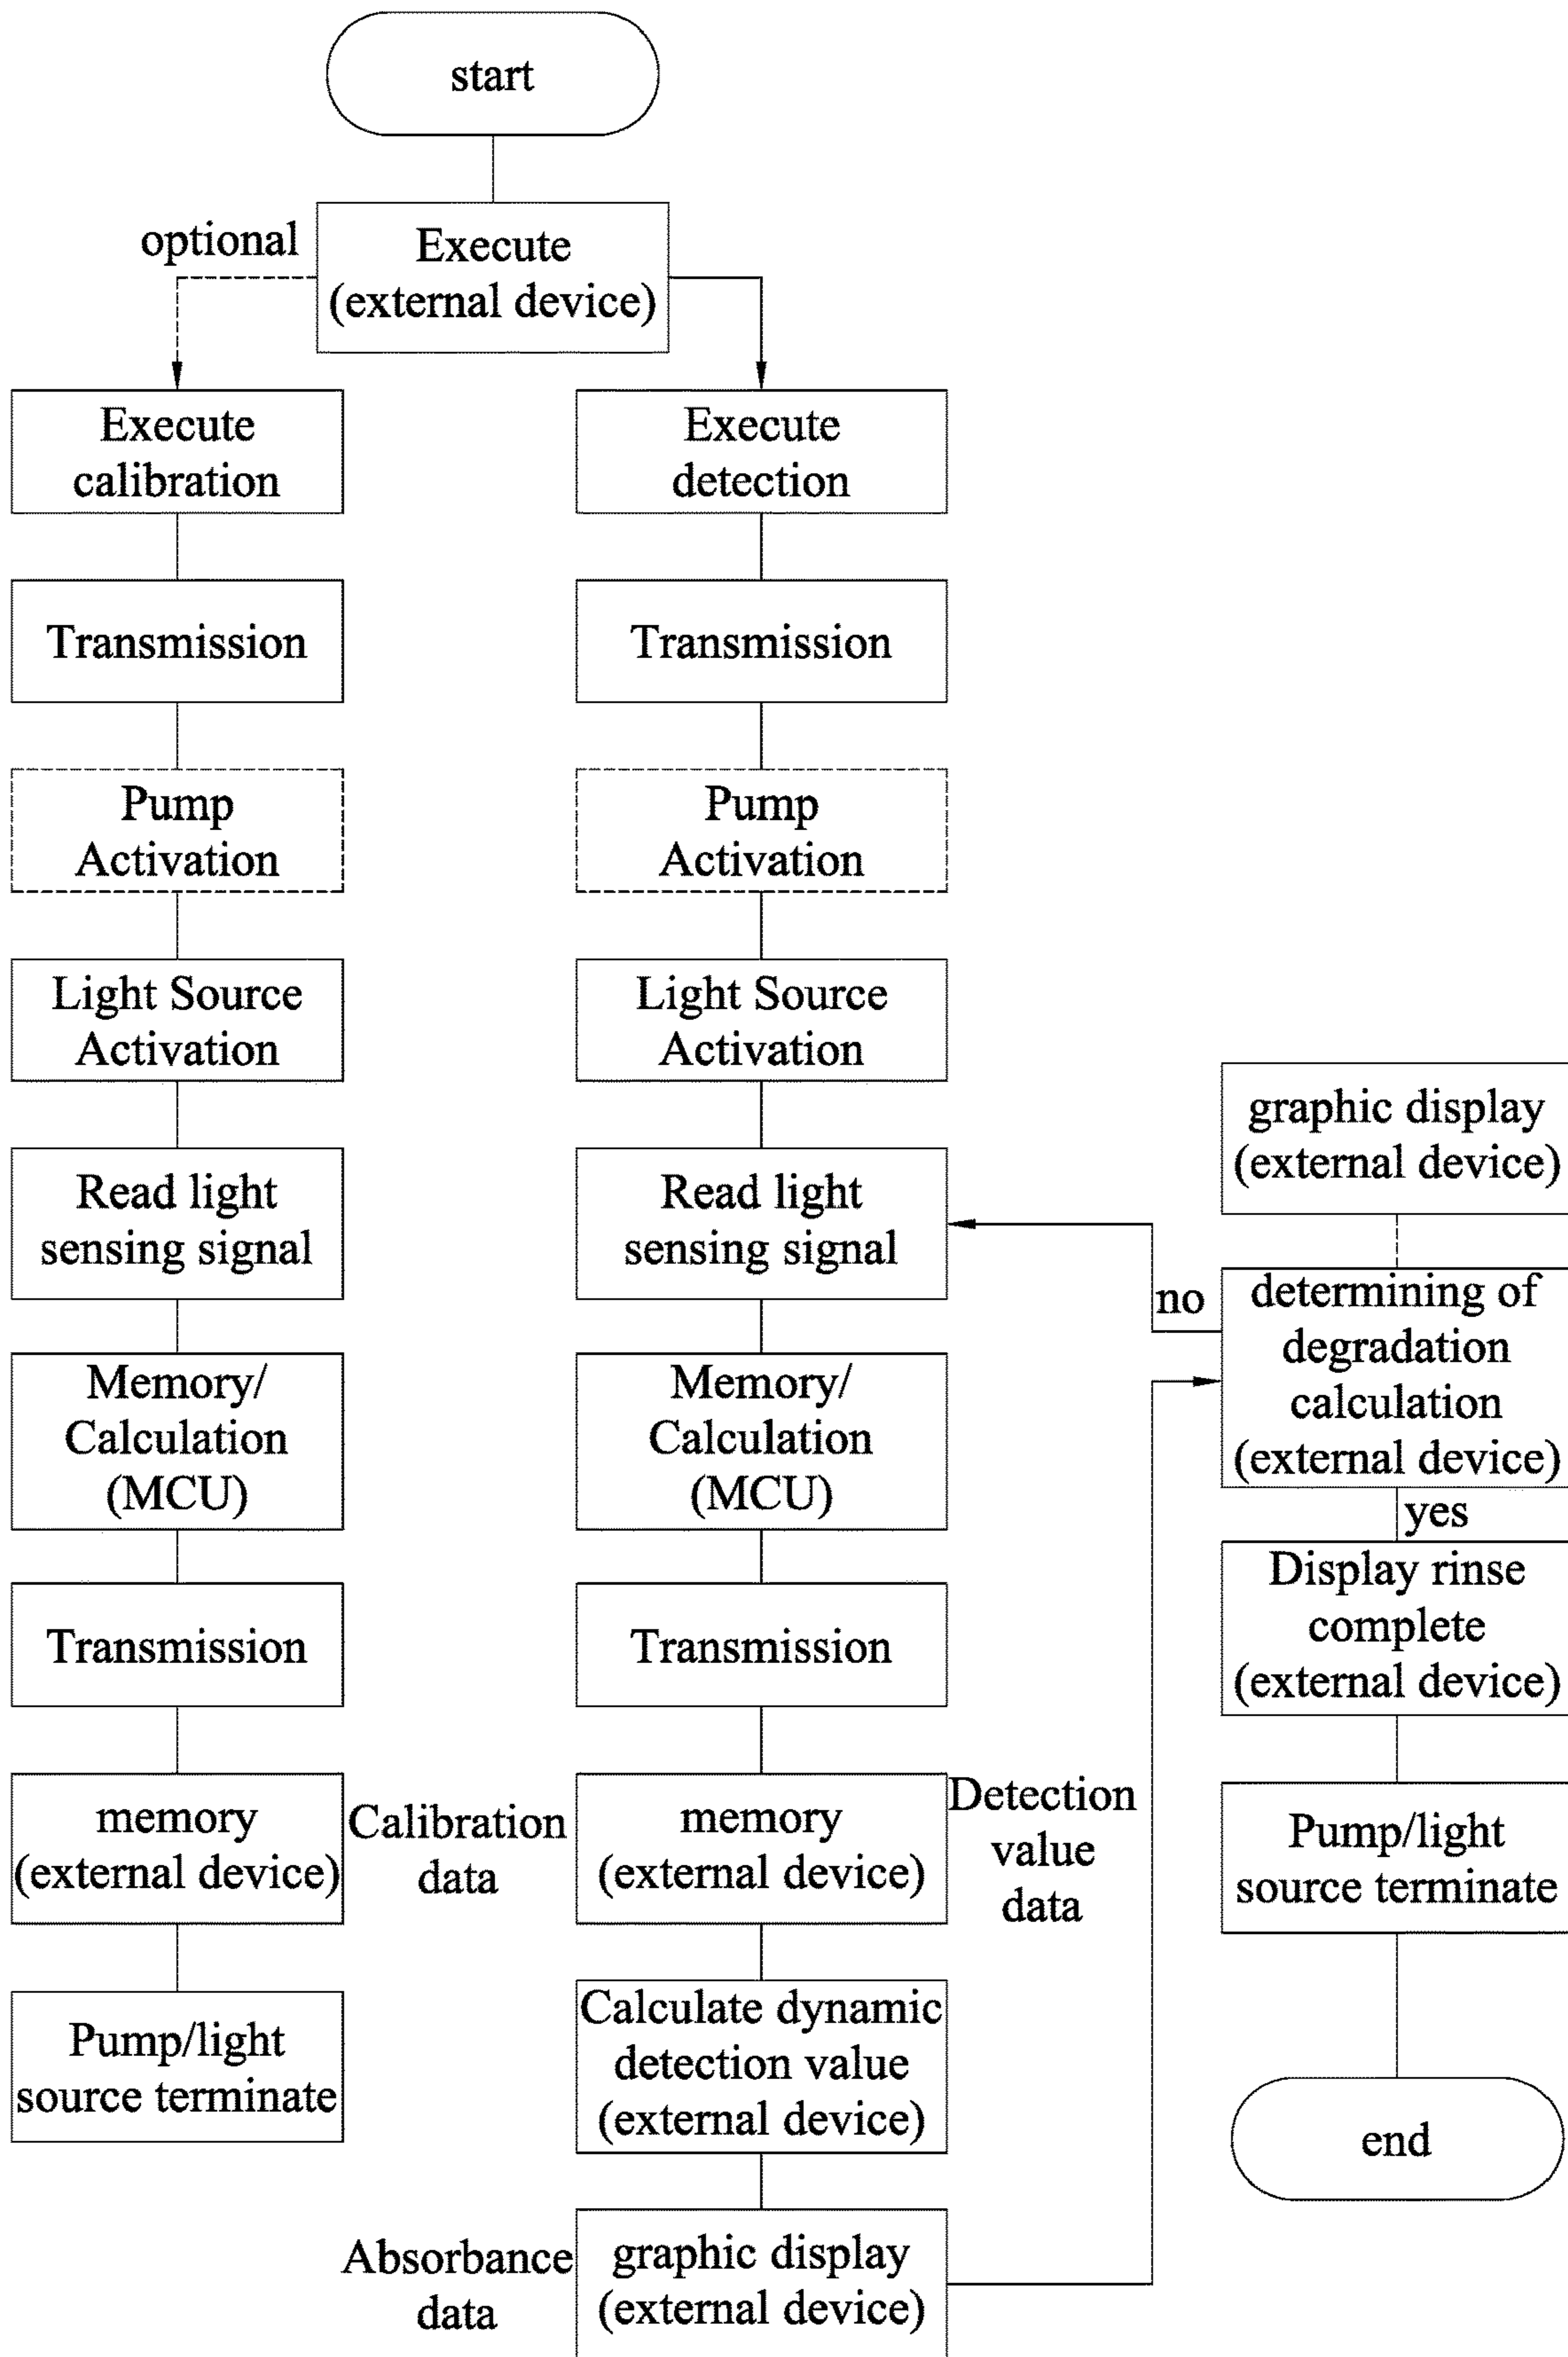 start
optional
Execute
(external device)
Execute
calibration
Transmission
Pump
Activation
Light Source
Activation
Read light
sensing signal
Memory/
Calculation
(MCU)
Transmission
memory
(external device)
Calibration
data
Pump/light
source terminate
Execute
detection
Transmission
Pump
Activation
Light Source
Activation
Read light
sensing signal
Memory/
Calculation
(MCU)
Transmission
memory
(external device)
Detection
value
data
Calculate dynamic
detection value
(external device)
Absorbance
data
graphic display
(external device)
graphic display
(external device)
no
determining of
degradation
calculation
(external device)
yes
Display rinse
complete
(external device)
Pump/light
source terminate
end